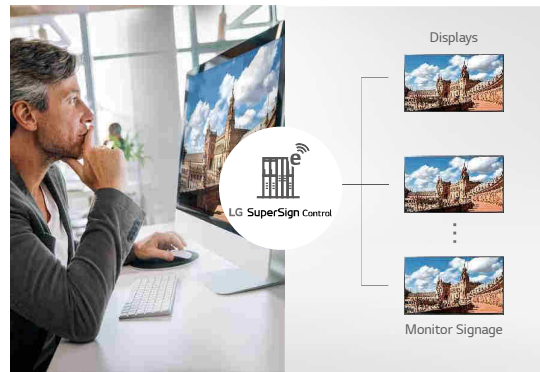 Displays
e
LG SuperSign Control
Monitor Signage